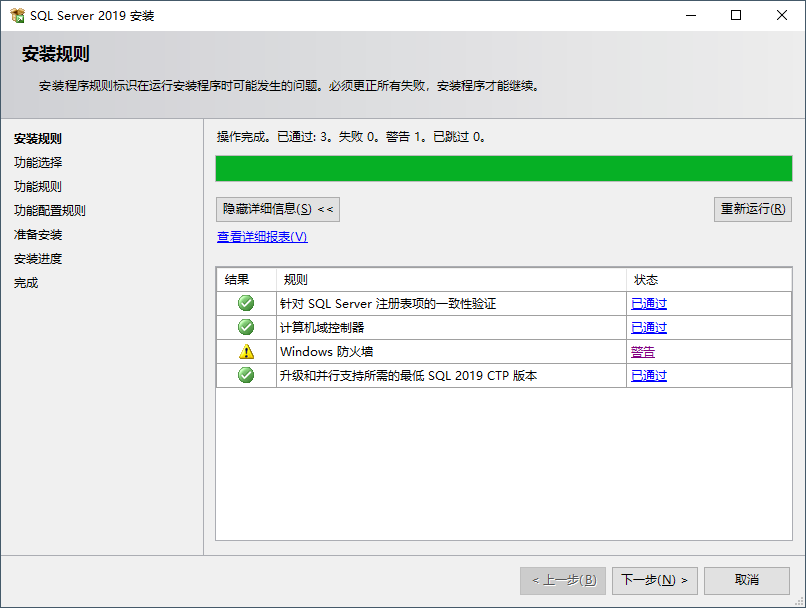 SQL Server 2019 安装
安装规则
安装程序规则标识在运行安装程序时可能发生的问题。必须更正所有失败，安装程序才能继续。
安装规则
功能选择
功能规则
功能配置规则
准备安装
安装进度
完成
操作完成。已通过: 3。失败 0。警告 1。已跳过 0。
隐藏详细信息(S) <<
重新运行(R)
查看详细报表(V)
结果 规则 状态
针对 SQL Server 注册表项的一致性验证 已通过
计算机域控制器 已通过
Windows 防火墙 警告
升级和并行支持所需的最低 SQL 2019 CTP 版本 已通过
< 上一步(B) 下一步(N) > 取消